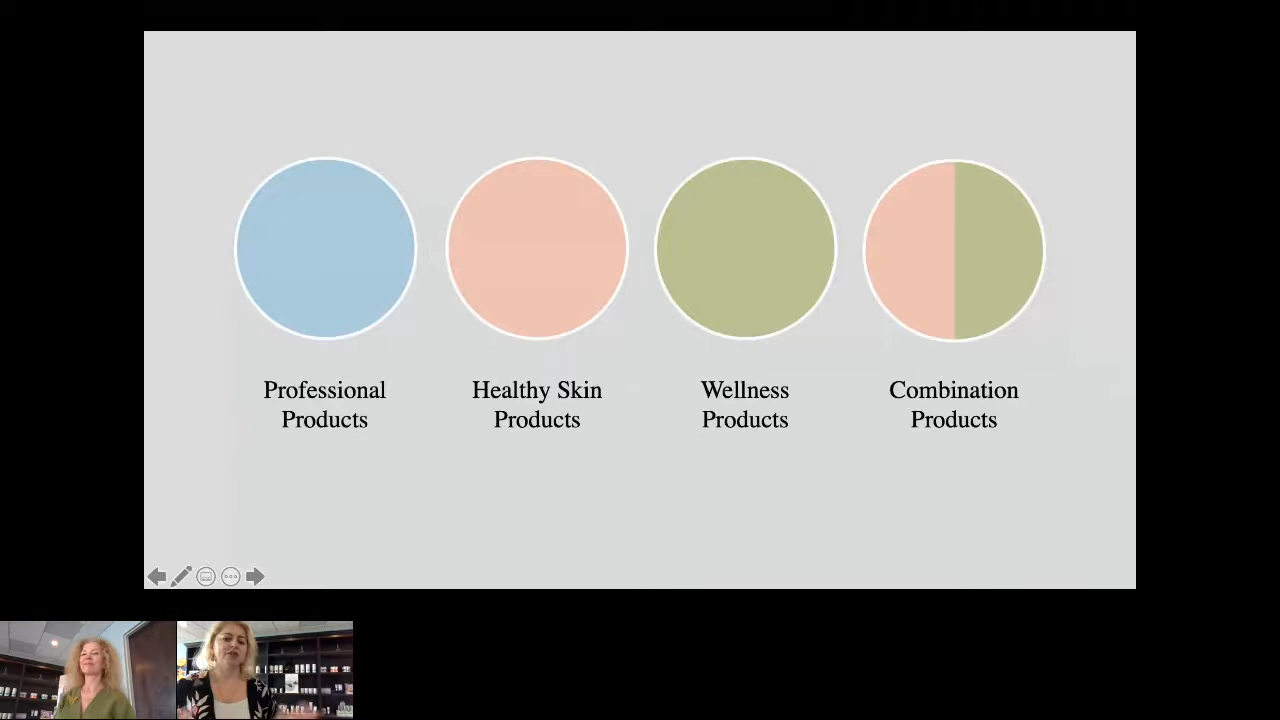 Professional
Products
Healthy Skin
Products
Wellness
Products
Combination
Products